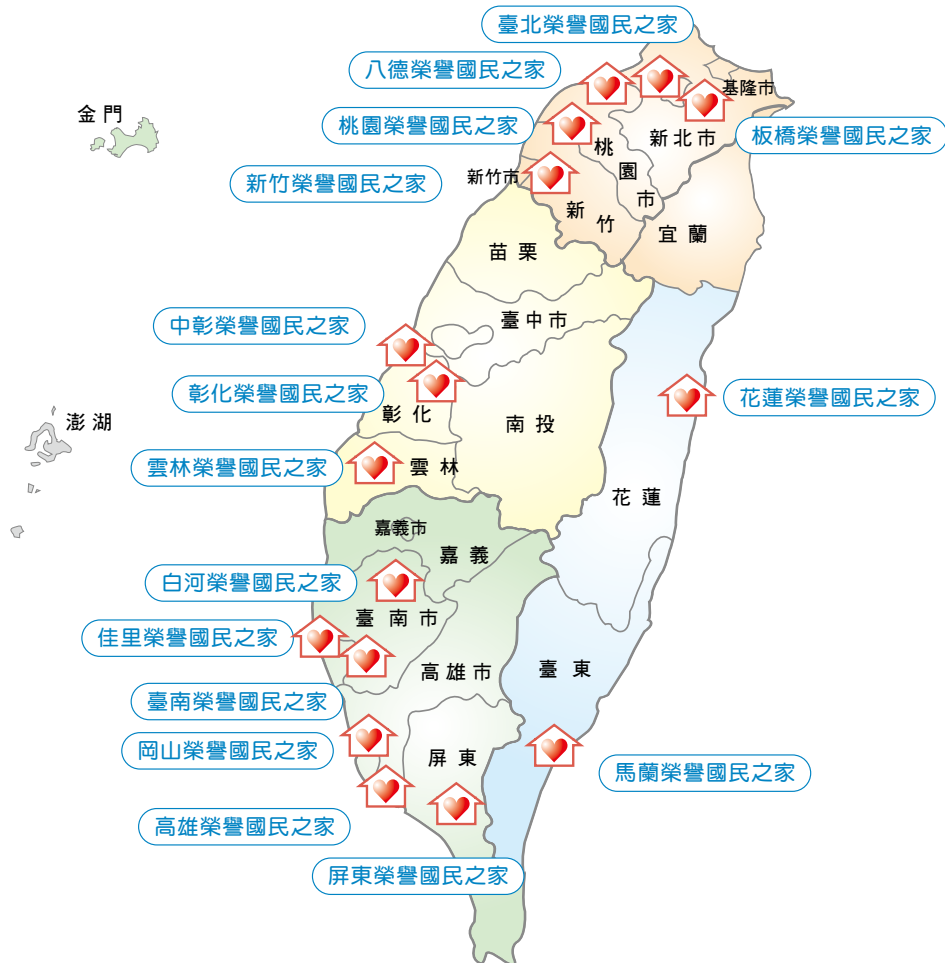 臺北榮譽國民之家
八德榮譽國民之家
基隆市
金門
桃園榮譽國民之家
新北市
板橋榮譽國民之家
桃園市
新竹榮譽國民之家
新竹市
新竹
宜蘭
苗栗
臺中市
中彰榮譽國民之家
彰化榮譽國民之家
花蓮榮譽國民之家
彰化
南投
澎湖
雲林榮譽國民之家
雲林
花蓮
嘉義市
嘉義
白河榮譽國民之家
臺南市
佳里榮譽國民之家
高雄市
臺東
臺南榮譽國民之家
岡山榮譽國民之家
屏東
馬蘭榮譽國民之家
高雄榮譽國民之家
屏東榮譽國民之家